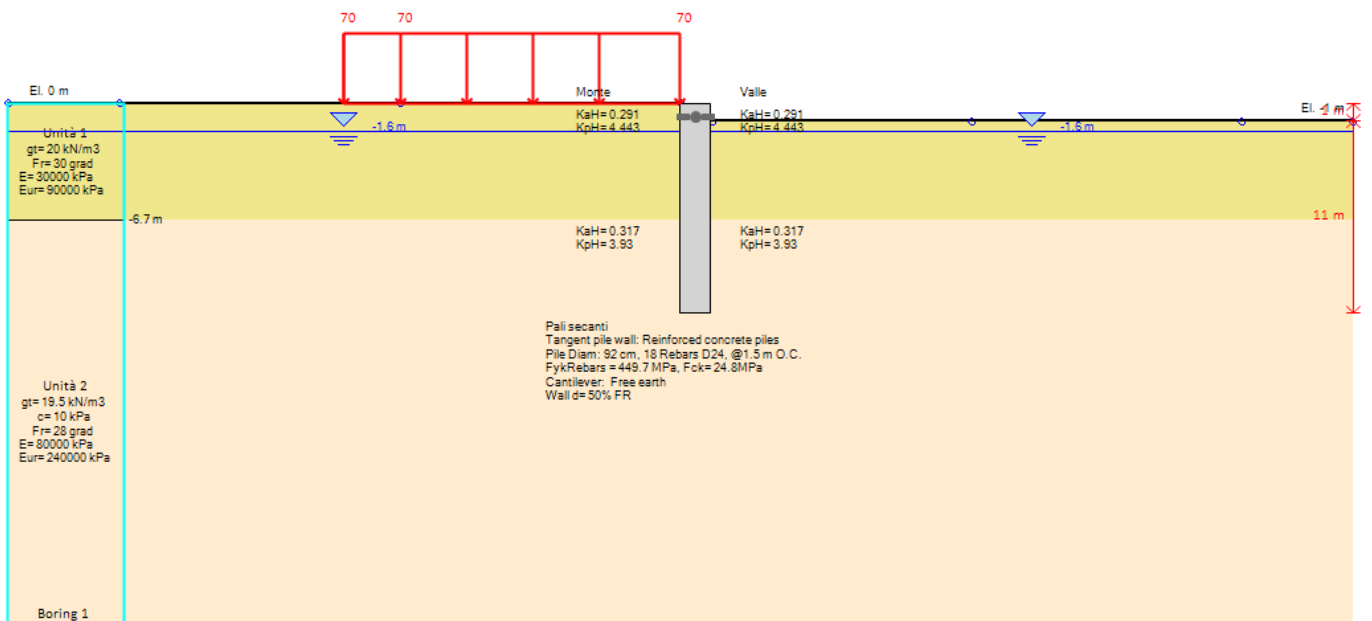 70
70
70
El. 0 m
Monte
Valle
KaH= 0.291
KpH= 4.443
KaH= 0.291
KpH= 4.443
El. -1 m
-1.6 m
-1.6 m
Unità 1
gt= 20 kN/m3
Fr= 30 grad
E= 30000 kPa
Eur= 90000 kPa
-6.7 m
11 m
KaH= 0.317
KpH= 3.93
KaH= 0.317
KpH= 3.93
Pali secanti
Tangent pile wall: Reinforced concrete piles
Pile Diam: 92 cm, 18 Rebars D24, @1.5 m O.C.
FykRebars = 449.7 MPa, Fck= 24.8MPa
Cantilever: Free earth
Wall d= 50% FR
Unità 2
gt= 19.5 kN/m3
c= 10 kPa
Fr= 28 grad
E= 80000 kPa
Eur= 240000 kPa
Boring 1